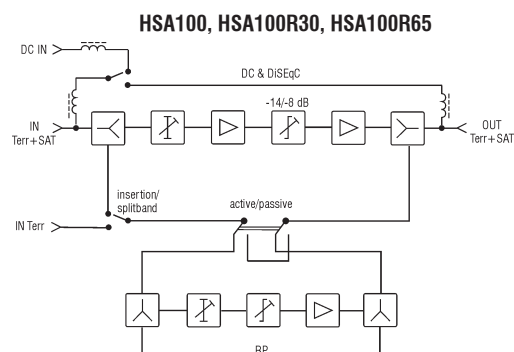 HSA100, HSA100R30, HSA100R65
DC IN
DC & DiSEqC
-14/-8 dB
IN
Terr+SAT
OUT
Terr+SAT
insertion/
splitband
active/passive
IN Terr
RP